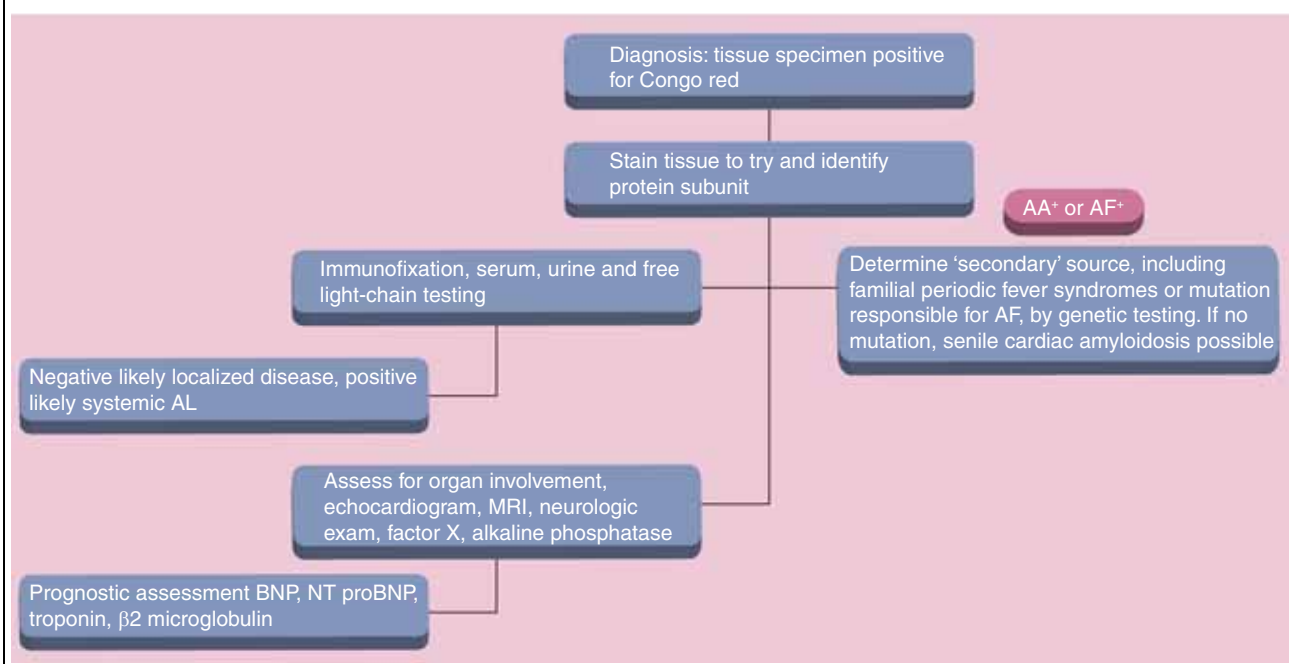 Diagnosis: tissue specimen positive
for Congo red
Stain tissue to try and identify
protein subunit
AA⁺ or AF⁺
Immunofixation, serum, urine and free
light-chain testing
Determine ‘secondary’ source, including
familial periodic fever syndromes or mutation
responsible for AF, by genetic testing. If no
mutation, senile cardiac amyloidosis possible
Negative likely localized disease, positive
likely systemic AL
Assess for organ involvement,
echocardiogram, MRI, neurologic
exam, factor X, alkaline phosphatase
Prognostic assessment BNP, NT proBNP,
troponin, β2 microglobulin